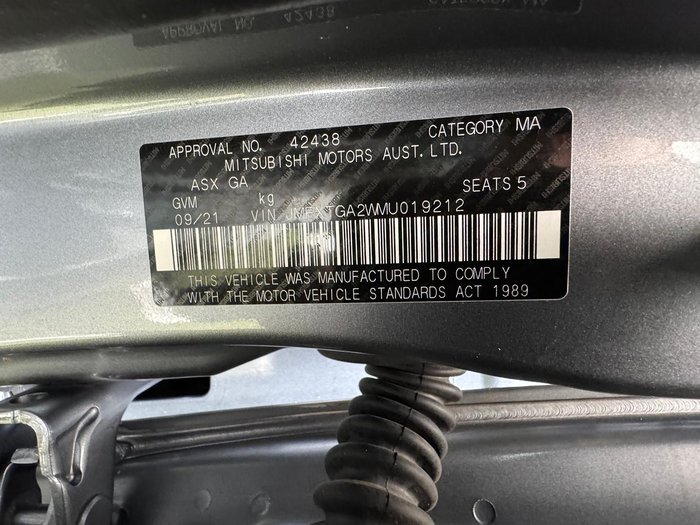 APPROVAL NO. 42438 CATEGORY MA
MITSUBISHI MOTORS AUST. LTD.
ASX GA
GVM kg SEATS 5
09/21 VIN
THIS VEHICLE WAS MANUFACTURED TO COMPLY
WITH THE MOTOR VEHICLE STANDARDS ACT 1989